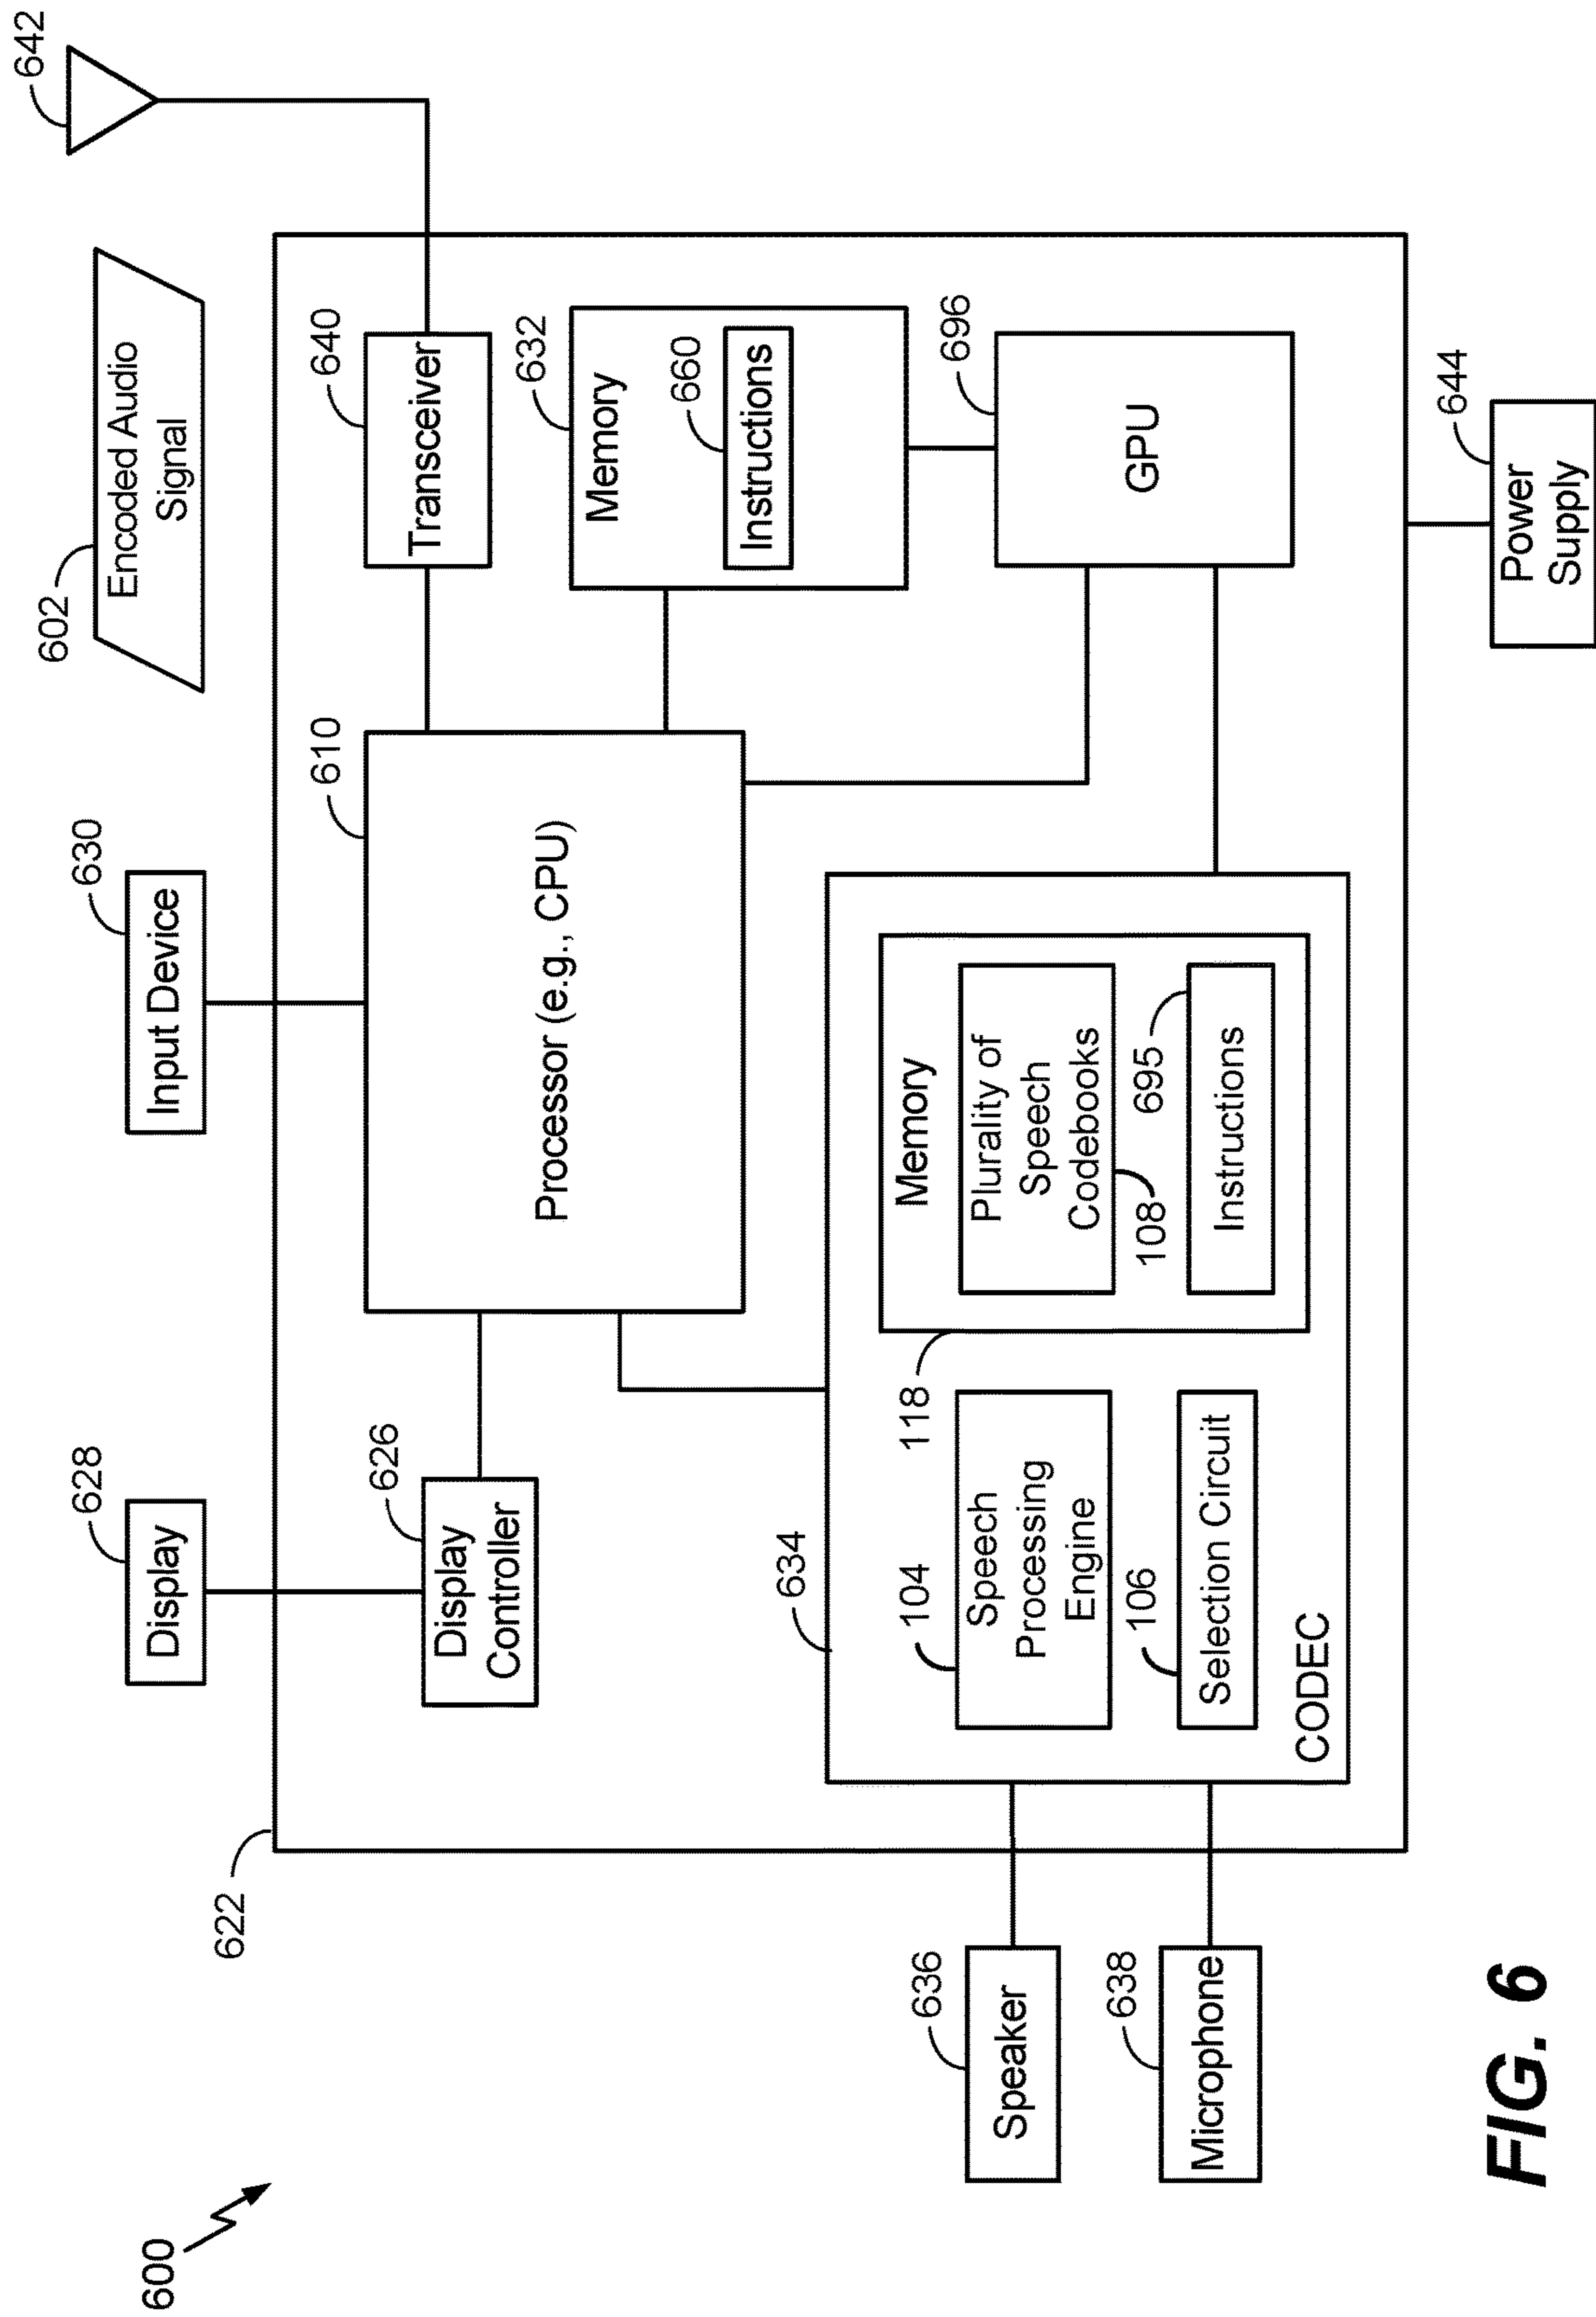 600
622
628
Display
630
Input Device
602
Encoded Audio
Signal
642
626
Display
Controller
610
Processor (e.g., CPU)
640
Transceiver
632
Memory
660
Instructions
696
GPU
634
104
Speech
Processing
Engine
106
Selection Circuit
CODEC
118
Memory
Plurality of
Speech
Codebooks
108
695
Instructions
636
Speaker
638
Microphone
644
Power
Supply
FIG. 6